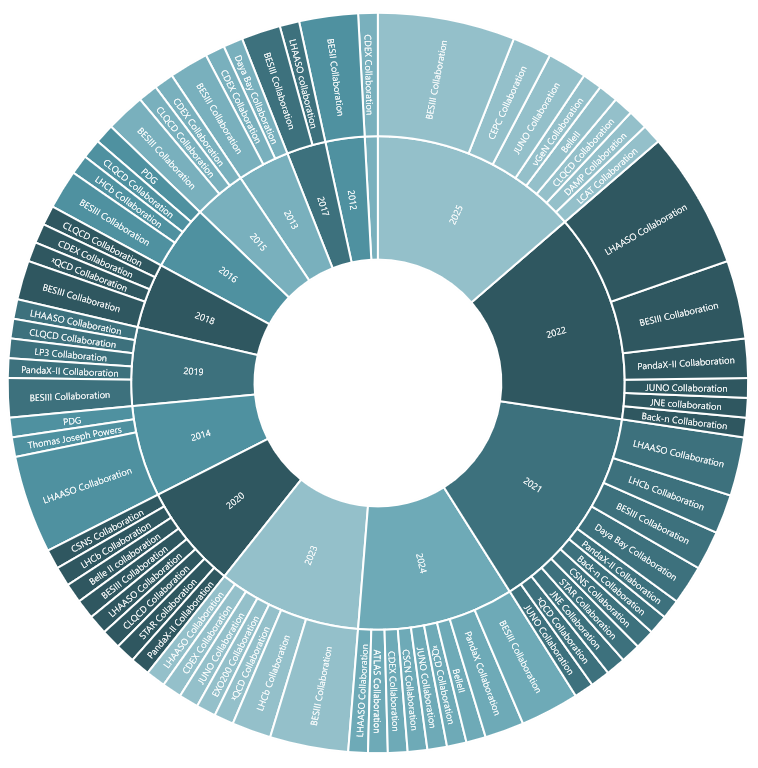 2025
BESIII Collaboration
CEPC Collaboration
JUNO Collaboration
νGeN Collaboration
BelleII
CLQCD Collaboration
DAMP Collaboration
LCAT Collaboration
2022
LHAASO Collaboration
BESIII Collaboration
PandaX-II Collaboration
JUNO Collaboration
JNE collaboration
Back-n Collaboration
2021
LHAASO Collaboration
LHCb Collaboration
BESIII Collaboration
Daya Bay Collaboration
PandaX-II Collaboration
Back-n Collaboration
CSNS Collaboration
STAR Collaboration
JNE Collaboration
χQCD Collaboration
JUNO Collaboration
2024
BESIII Collaboration
PandaX Collaboration
BelleII
χQCD Collaboration
JUNO Collaboration
CSCN Collaboration
CDEX Collaboration
ATLAS Collaboration
LHAASO Collaboration
2023
BESIII Collaboration
LHCb Collaboration
χQCD Collaboration
EXO200 Collaboration
JUNO Collaboration
CDEX Collaboration
LHAASO Collaboration
2020
PandaX-II Collaboration
STAR Collaboration
CLQCD Collaboration
LHAASO Collaboration
BESIII Collaboration
Belle II collaboration
LHCb Collaboration
CSNS Collaboration
2014
LHAASO Collaboration
Thomas Joseph Powers
PDG
2019
BESIII Collaboration
PandaX-II Collaboration
LP3 Collaboration
CLQCD Collaboration
LHAASO Collaboration
2018
BESIII Collaboration
χQCD Collaboration
CDEX Collaboration
CLQCD Collaboration
2016
BESIII Collaboration
LHCb Collaboration
CLQCD Collaboration
PDG
2015
BESIII Collaboration
CLQCD Collaboration
CDEX Collaboration
2013
BESIII Collaboration
CDEX Collaboration
Daya Bay Collaboration
2017
BESIII Collaboration
LHAASO collaboration
2012
BESII Collaboration
CDEX Collaboration